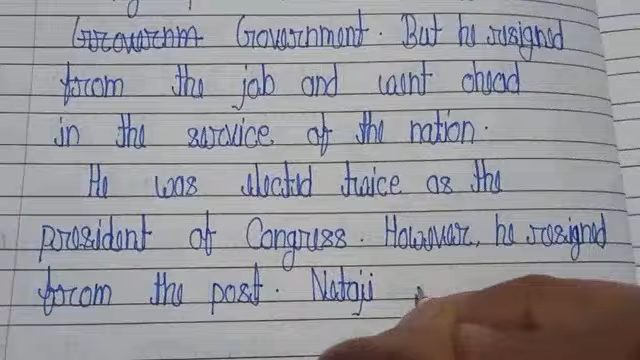 Government. But he resigned
from the job and went ahead
in the service of the nation.
He was elected twice as the
president of Congress. However, he resigned
from the post. Netaji